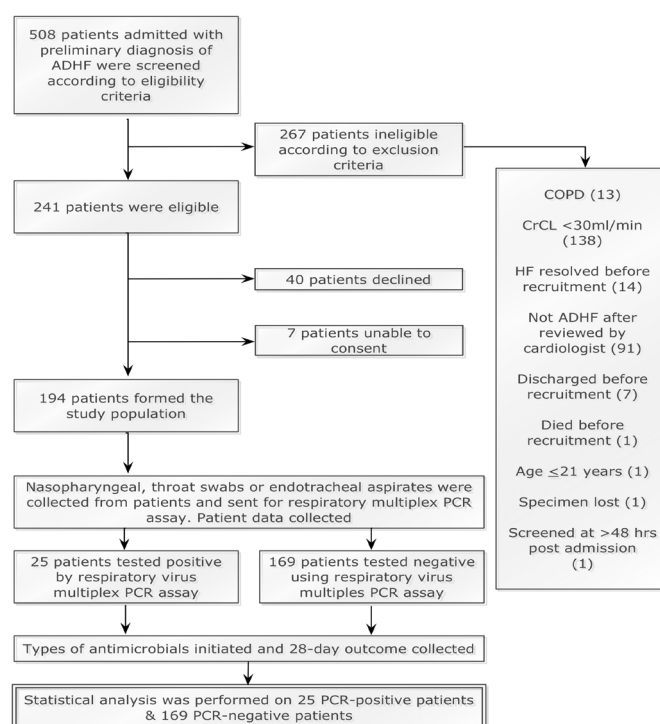 508 patients admitted with
preliminary diagnosis of
ADHF were screened
according to eligibility
criteria
267 patients ineligible
according to exclusion
criteria
241 patients were eligible
COPD (13)
CrCL <30ml/min
(138)
HF resolved before
recruitment (14)
Not ADHF after
reviewed by
cardiologist (91)
Discharged before
recruitment (7)
Died before
recruitment (1)
Age ≤21 years (1)
Specimen lost (1)
Screened at >48 hrs
post admission
(1)
40 patients declined
7 patients unable to
consent
194 patients formed the
study population
Nasopharyngeal, throat swabs or endotracheal aspirates were
collected from patients and sent for respiratory multiplex PCR
assay. Patient data collected
25 patients tested positive
by respiratory virus
multiplex PCR assay
169 patients tested negative
using respiratory virus
multiples PCR assay
Types of antimicrobials initiated and 28-day outcome collected
Statistical analysis was performed on 25 PCR-positive patients
& 169 PCR-negative patients